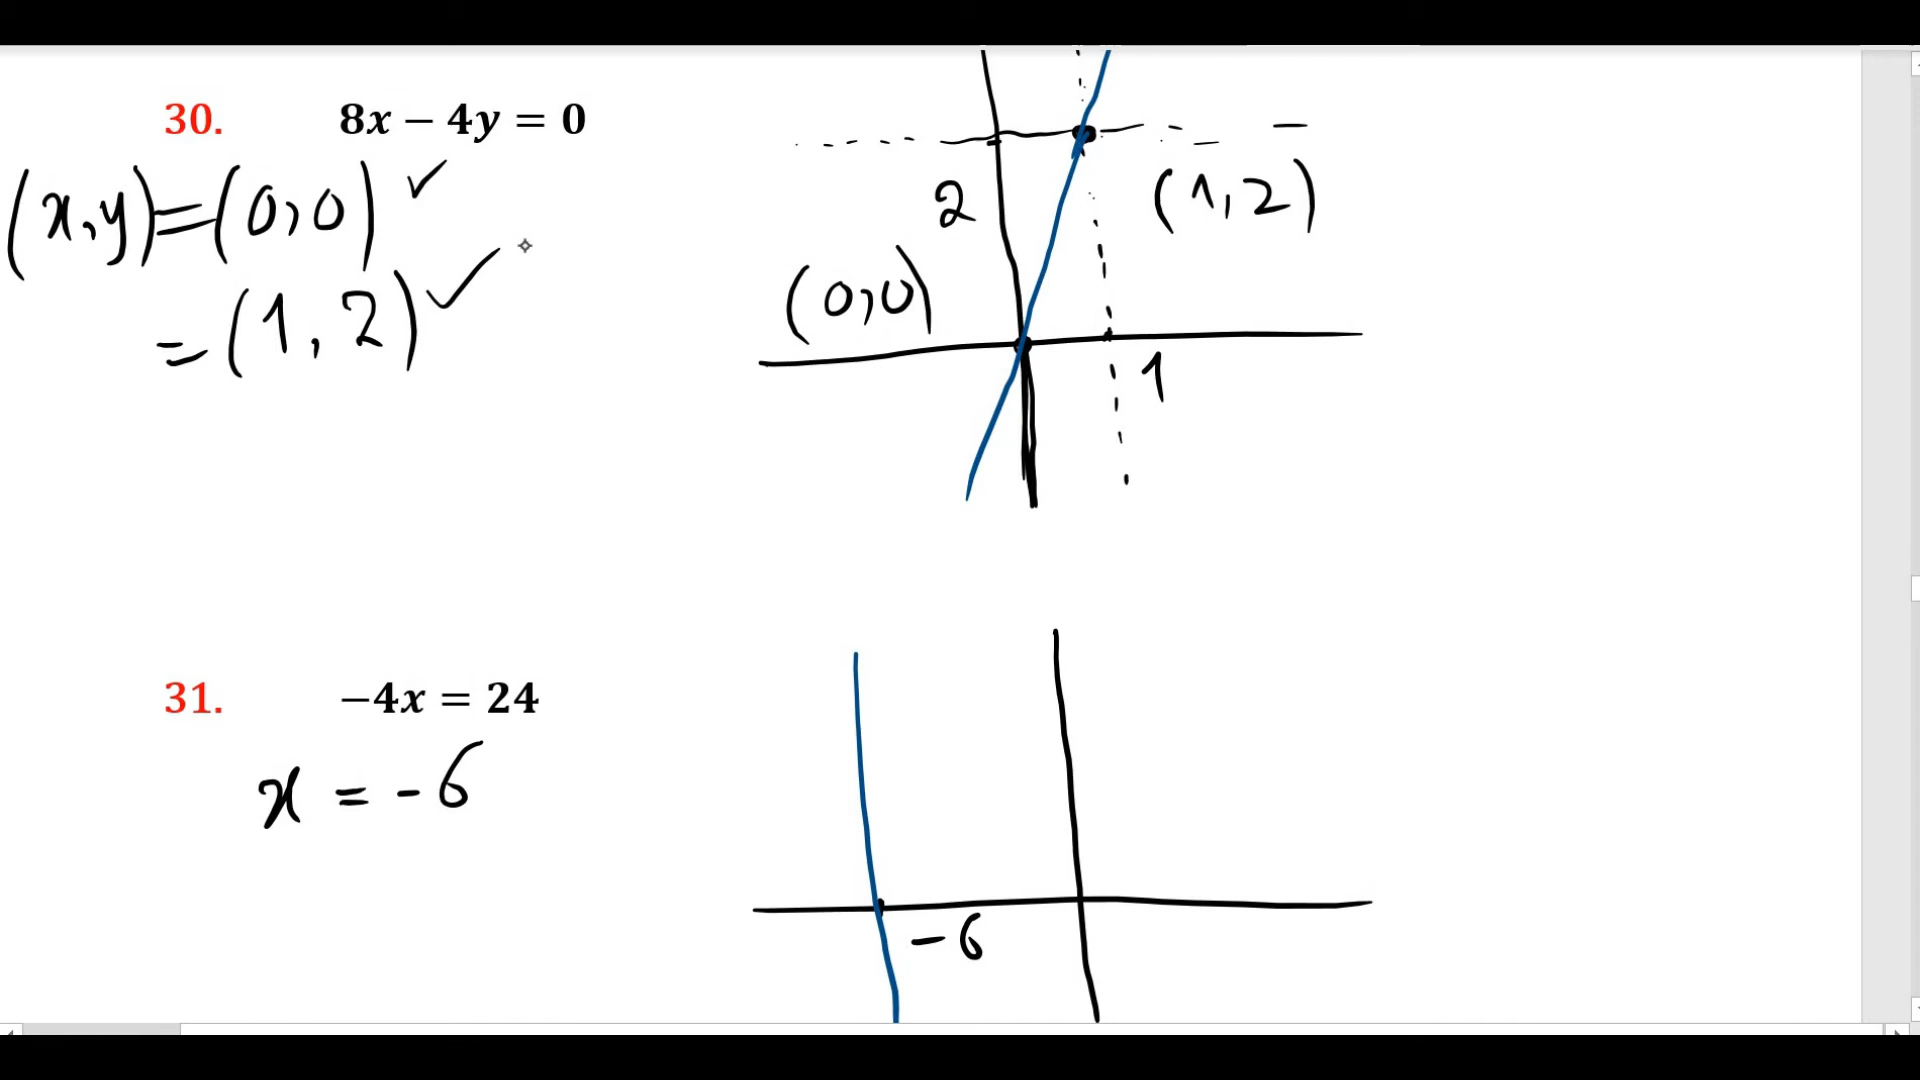 30. 8x − 4y = 0
(x,y)=(0,0) ✓
=(1,2) ✓
2
(1,2)
(0,0)
1
31. −4x = 24
x = -6
-6